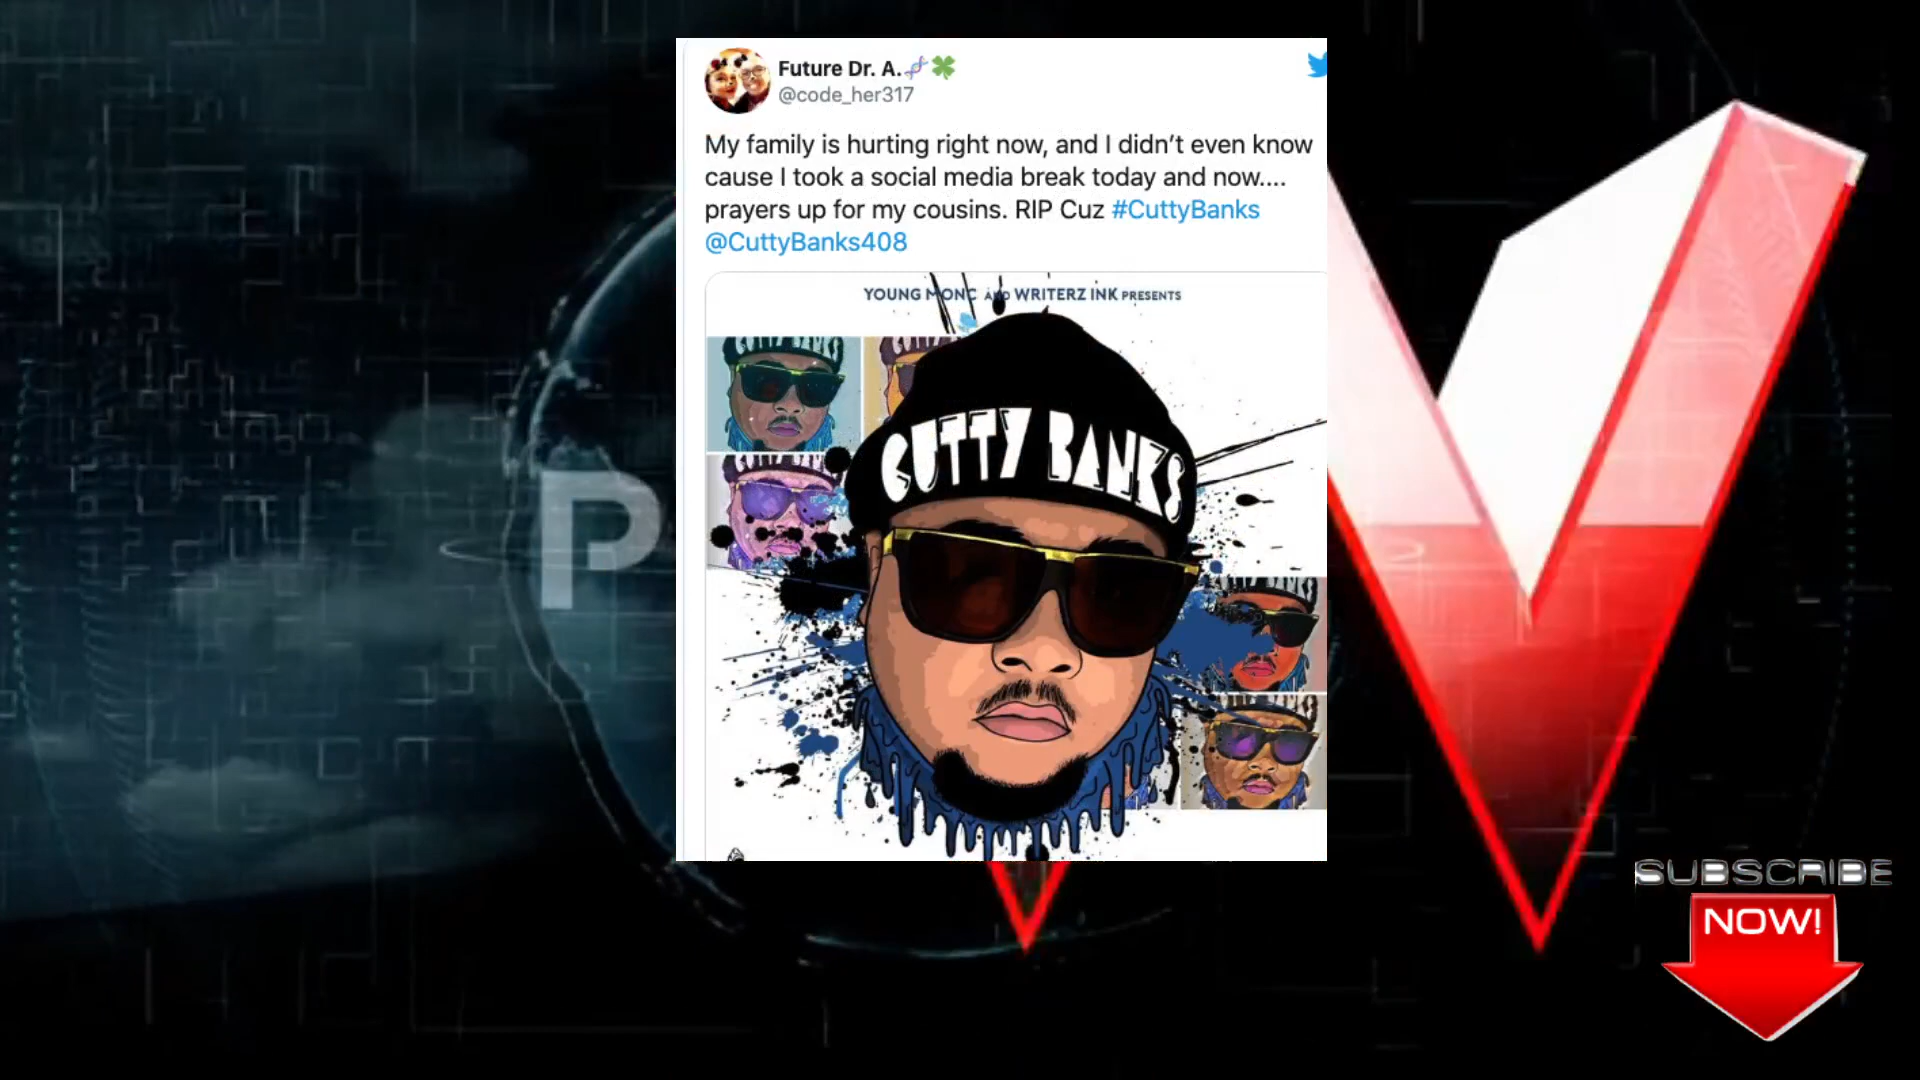 Future Dr. A.
@code_her317
My family is hurting right now, and I didn’t even know
cause I took a social media break today and now....
prayers up for my cousins. RIP Cuz #CuttyBanks
@CuttyBanks408
YOUNG MONC AND WRITERZ INK PRESENTS
CUTTY BANKS
P
V
SUBSCRIBE
NOW!